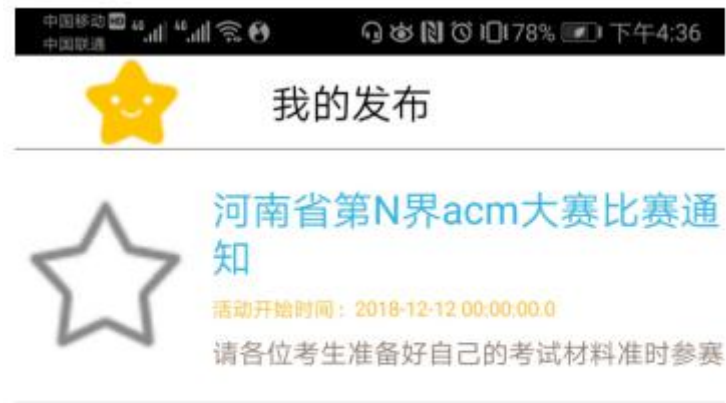 中国移动 HD 46 46 78% 下午4:36
中国联通
我的发布
河南省第N界acm大赛比赛通
知
活动开始时间：2018-12-12 00:00:00.0
请各位考生准备好自己的考试材料准时参赛